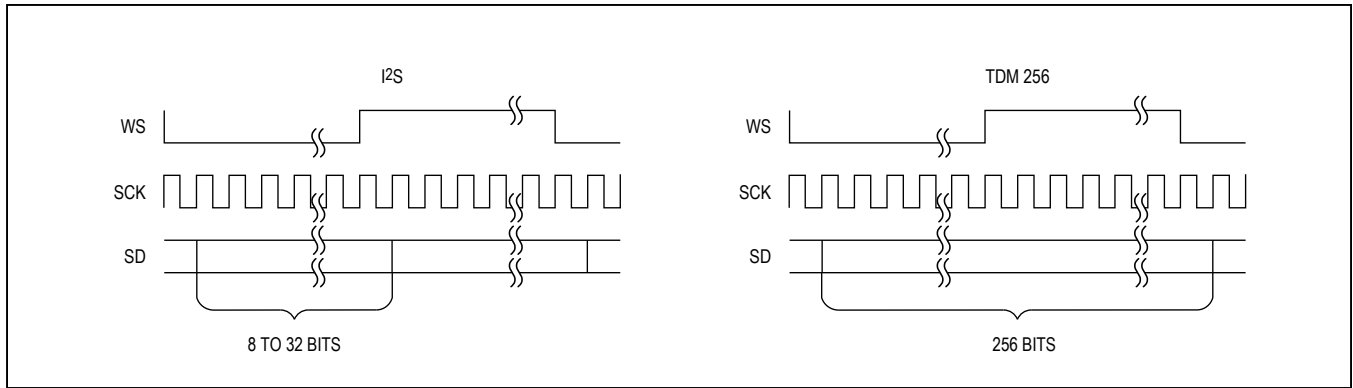 I2S
WS
SCK
SD
8 TO 32 BITS
TDM 256
WS
SCK
SD
256 BITS